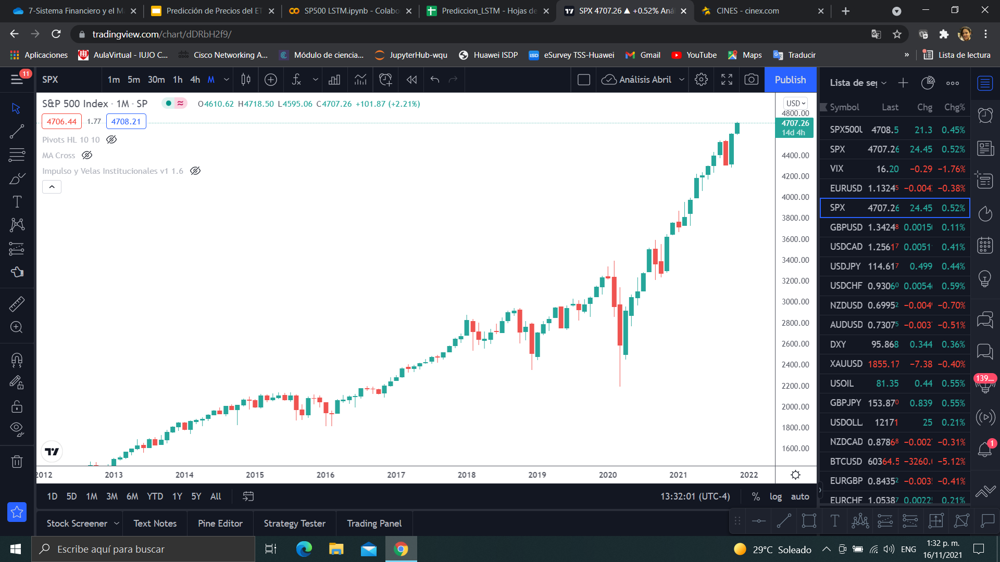 7-Sistema Financiero y el M
Predicción de Precios del ET
SP500 LSTM.ipynb - Colabo
Prediccion_LSTM - Hojas de
SPX 4707.26 ▲ +0.52% Aná
CINES - cinex.com
tradingview.com/chart/dDRbH2f9/
Aplicaciones
AulaVirtual - IUJO C...
Cisco Networking A...
Módulo de ciencia...
JupyterHub-wqu
Huawei ISDP
eSurvey TSS-Huawei
Gmail
YouTube
Maps
Traducir
»
Lista de lectura
11
SPX
1m 5m 30m 1h 4h M
Análisis Abril
Publish
S&P 500 Index · 1M · SP
O4610.62 H4718.50 L4595.06 C4707.26 +101.87 (+2.21%)
4706.44 1.77 4708.21
Pivots HL 10 10
MA Cross
Impulso y Velas Institucionales v1 1.6
USD
4800.00
4707.26
14d 4h
4400.00
4200.00
4000.00
3800.00
3600.00
3400.00
3200.00
3000.00
2800.00
2600.00
2400.00
2200.00
2000.00
1800.00
1600.00
2012 2013 2014 2015 2016 2017 2018 2019 2020 2021 2022
1D 5D 1M 3M 6M YTD 1Y 5Y All
13:32:01 (UTC-4) % log auto
Stock Screener
Text Notes
Pine Editor
Strategy Tester
Trading Panel
Lista de seg
Symbol Last Chg Chg%
SPX500U 4708.5 21.3 0.45%
SPX 4707.26 24.45 0.52%
VIX 16.20 −0.29 −1.76%
EURUSD 1.13245 −0.004 −0.38%
SPX 4707.26 24.45 0.52%
GBPUSD 1.34248 0.0015 0.11%
USDCAD 1.25617 0.0051 0.41%
USDJPY 114.617 0.499 0.44%
USDCHF 0.93060 0.0054 0.59%
NZDUSD 0.69952 −0.004 −0.70%
AUDUSD 0.73075 −0.003 −0.51%
DXY 95.868 0.344 0.36%
XAUUSD 1855.17 −7.38 −0.40%
USOIL 81.35 0.44 0.55%
GBPJPY 153.870 0.839 0.55%
USDOLL 12171 25 0.21%
NZDCAD 0.87868 −0.002 −0.31%
BTCUSD 60364.5 −3260. −5.12%
EURGBP 0.84352 −0.003 −0.41%
EURCHF 1.05387 0.0022 0.21%
139...
1
Escribe aquí para buscar
29°C Soleado
ENG
1:32 p. m.
16/11/2021